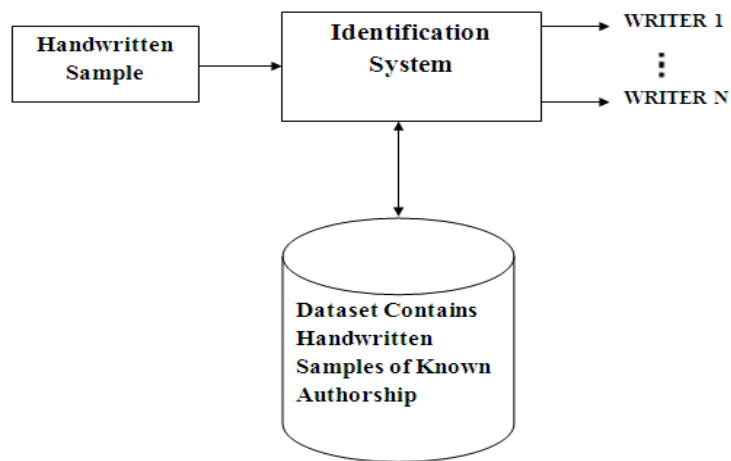 Handwritten
Sample
Identification
System
WRITER 1
WRITER N
Dataset Contains
Handwritten
Samples of Known
Authorship